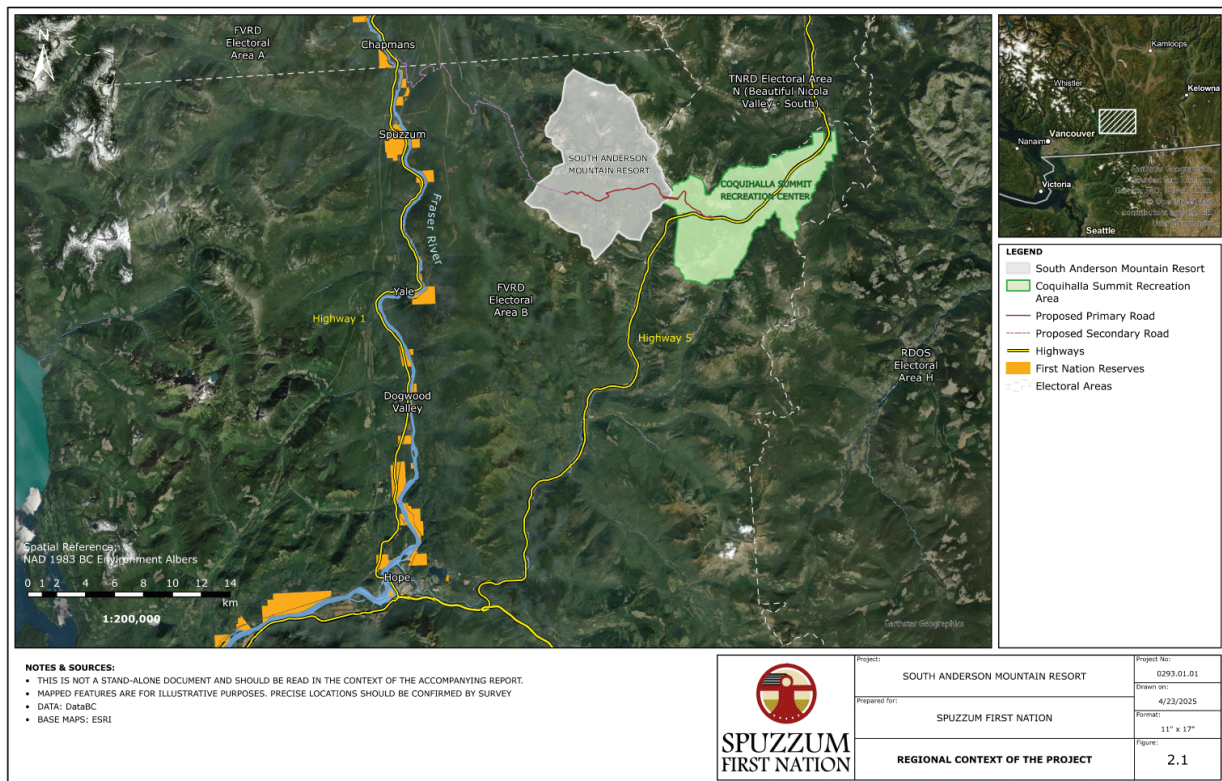 N
FVRD
Electoral
Area A
Chapmans
TNRD Electoral Area
N (Beautiful Nicola
Valley - South)
Spuzzum
SOUTH ANDERSON
MOUNTAIN RESORT
COQUIHALLA SUMMIT
RECREATION CENTER
Fraser River
Yale
FVRD
Electoral
Area B
Highway 1
Highway 5
RDOS
Electoral
Area H
Dogwood
Valley
Hope
Spatial Reference:
NAD 1983 BC Environment Albers
0 1 2 4 6 8 10 12 14
km
1:200,000
Earthstar Geographics
Kamloops
Whistler
Kelowna
Vancouver
Nanaim
Victoria
Seattle
Earthstar Geographics,
LEGEND
South Anderson Mountain Resort
Coquihalla Summit Recreation
Area
Proposed Primary Road
Proposed Secondary Road
Highways
First Nation Reserves
Electoral Areas
NOTES & SOURCES:
• THIS IS NOT A STAND-ALONE DOCUMENT AND SHOULD BE READ IN THE CONTEXT OF THE ACCOMPANYING REPORT.
• MAPPED FEATURES ARE FOR ILLUSTRATIVE PURPOSES. PRECISE LOCATIONS SHOULD BE CONFIRMED BY SURVEY
• DATA: DataBC
• BASE MAPS: ESRI
SPUZZUM
FIRST NATION
Project:
SOUTH ANDERSON MOUNTAIN RESORT
Prepared for:
SPUZZUM FIRST NATION
REGIONAL CONTEXT OF THE PROJECT
Project No:
0293.01.01
Drawn on:
4/23/2025
Format:
11" x 17"
Figure:
2.1